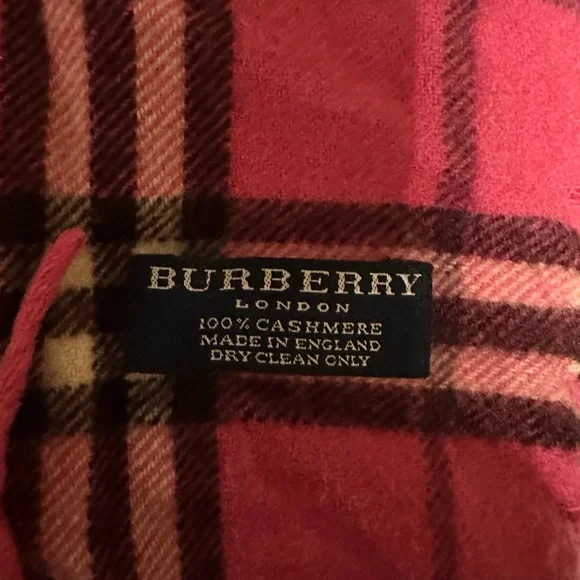 BURBERRY
LONDON
100% CASHMERE
MADE IN ENGLAND
DRY CLEAN ONLY